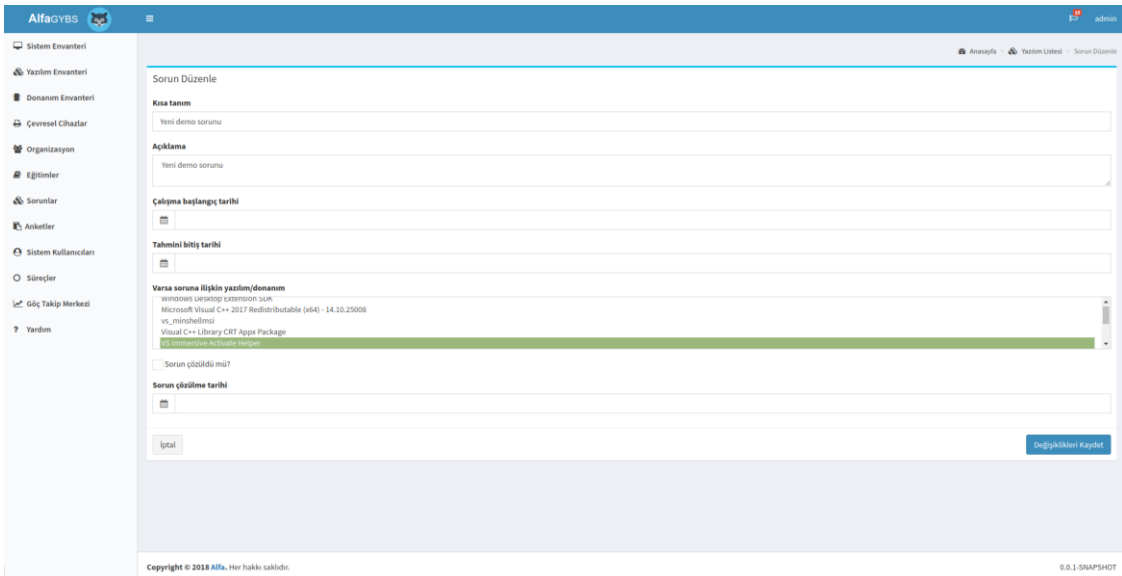 AlfaGYBS
10
admin
Sistem Envanteri
Yazılım Envanteri
Donanım Envanteri
Çevresel Cihazlar
Organizasyon
Eğitimler
Sorunlar
Anketler
Sistem Kullanıcıları
Süreçler
Göç Takip Merkezi
? Yardım
Anasayfa > Yazılım Listesi > Sorun Düzenle
Sorun Düzenle
Kısa tanım
Yeni demo sorunu
Açıklama
Yeni demo sorunu
Çalışma başlangıç tarihi
Tahmini bitiş tarihi
Varsa soruna ilişkin yazılım/donanım
Windows Desktop Extension SDK
Microsoft Visual C++ 2017 Redistributable (x64) - 14.10.25008
vs_minshellmsi
Visual C++ Library CRT Appx Package
VS Immersive Activate Helper
Sorun çözüldü mü?
Sorun çözülme tarihi
İptal
Değişiklikleri Kaydet
Copyright © 2018 Alfa. Her hakkı saklıdır.
0.0.1-SNAPSHOT